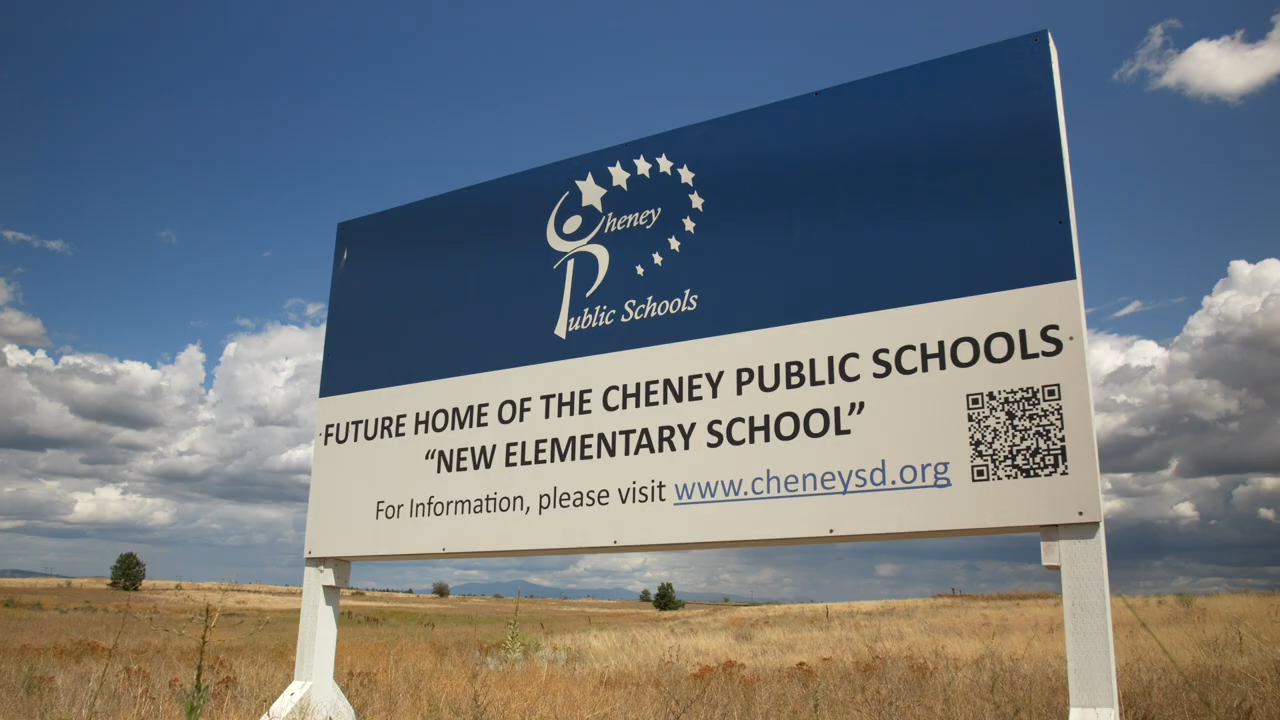 Cheney
Public Schools
FUTURE HOME OF THE CHENEY PUBLIC SCHOOLS
“NEW ELEMENTARY SCHOOL”
For Information, please visit www.cheneysd.org